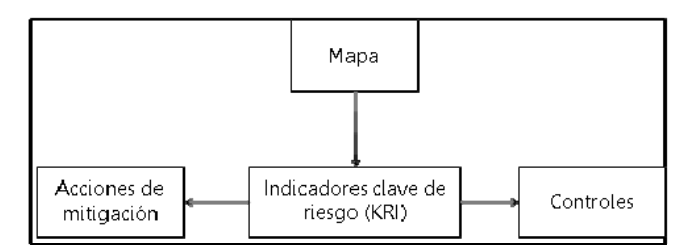 Mapa
Acciones de
mitigación
Indicadores clave de
riesgo (KRI)
Controles